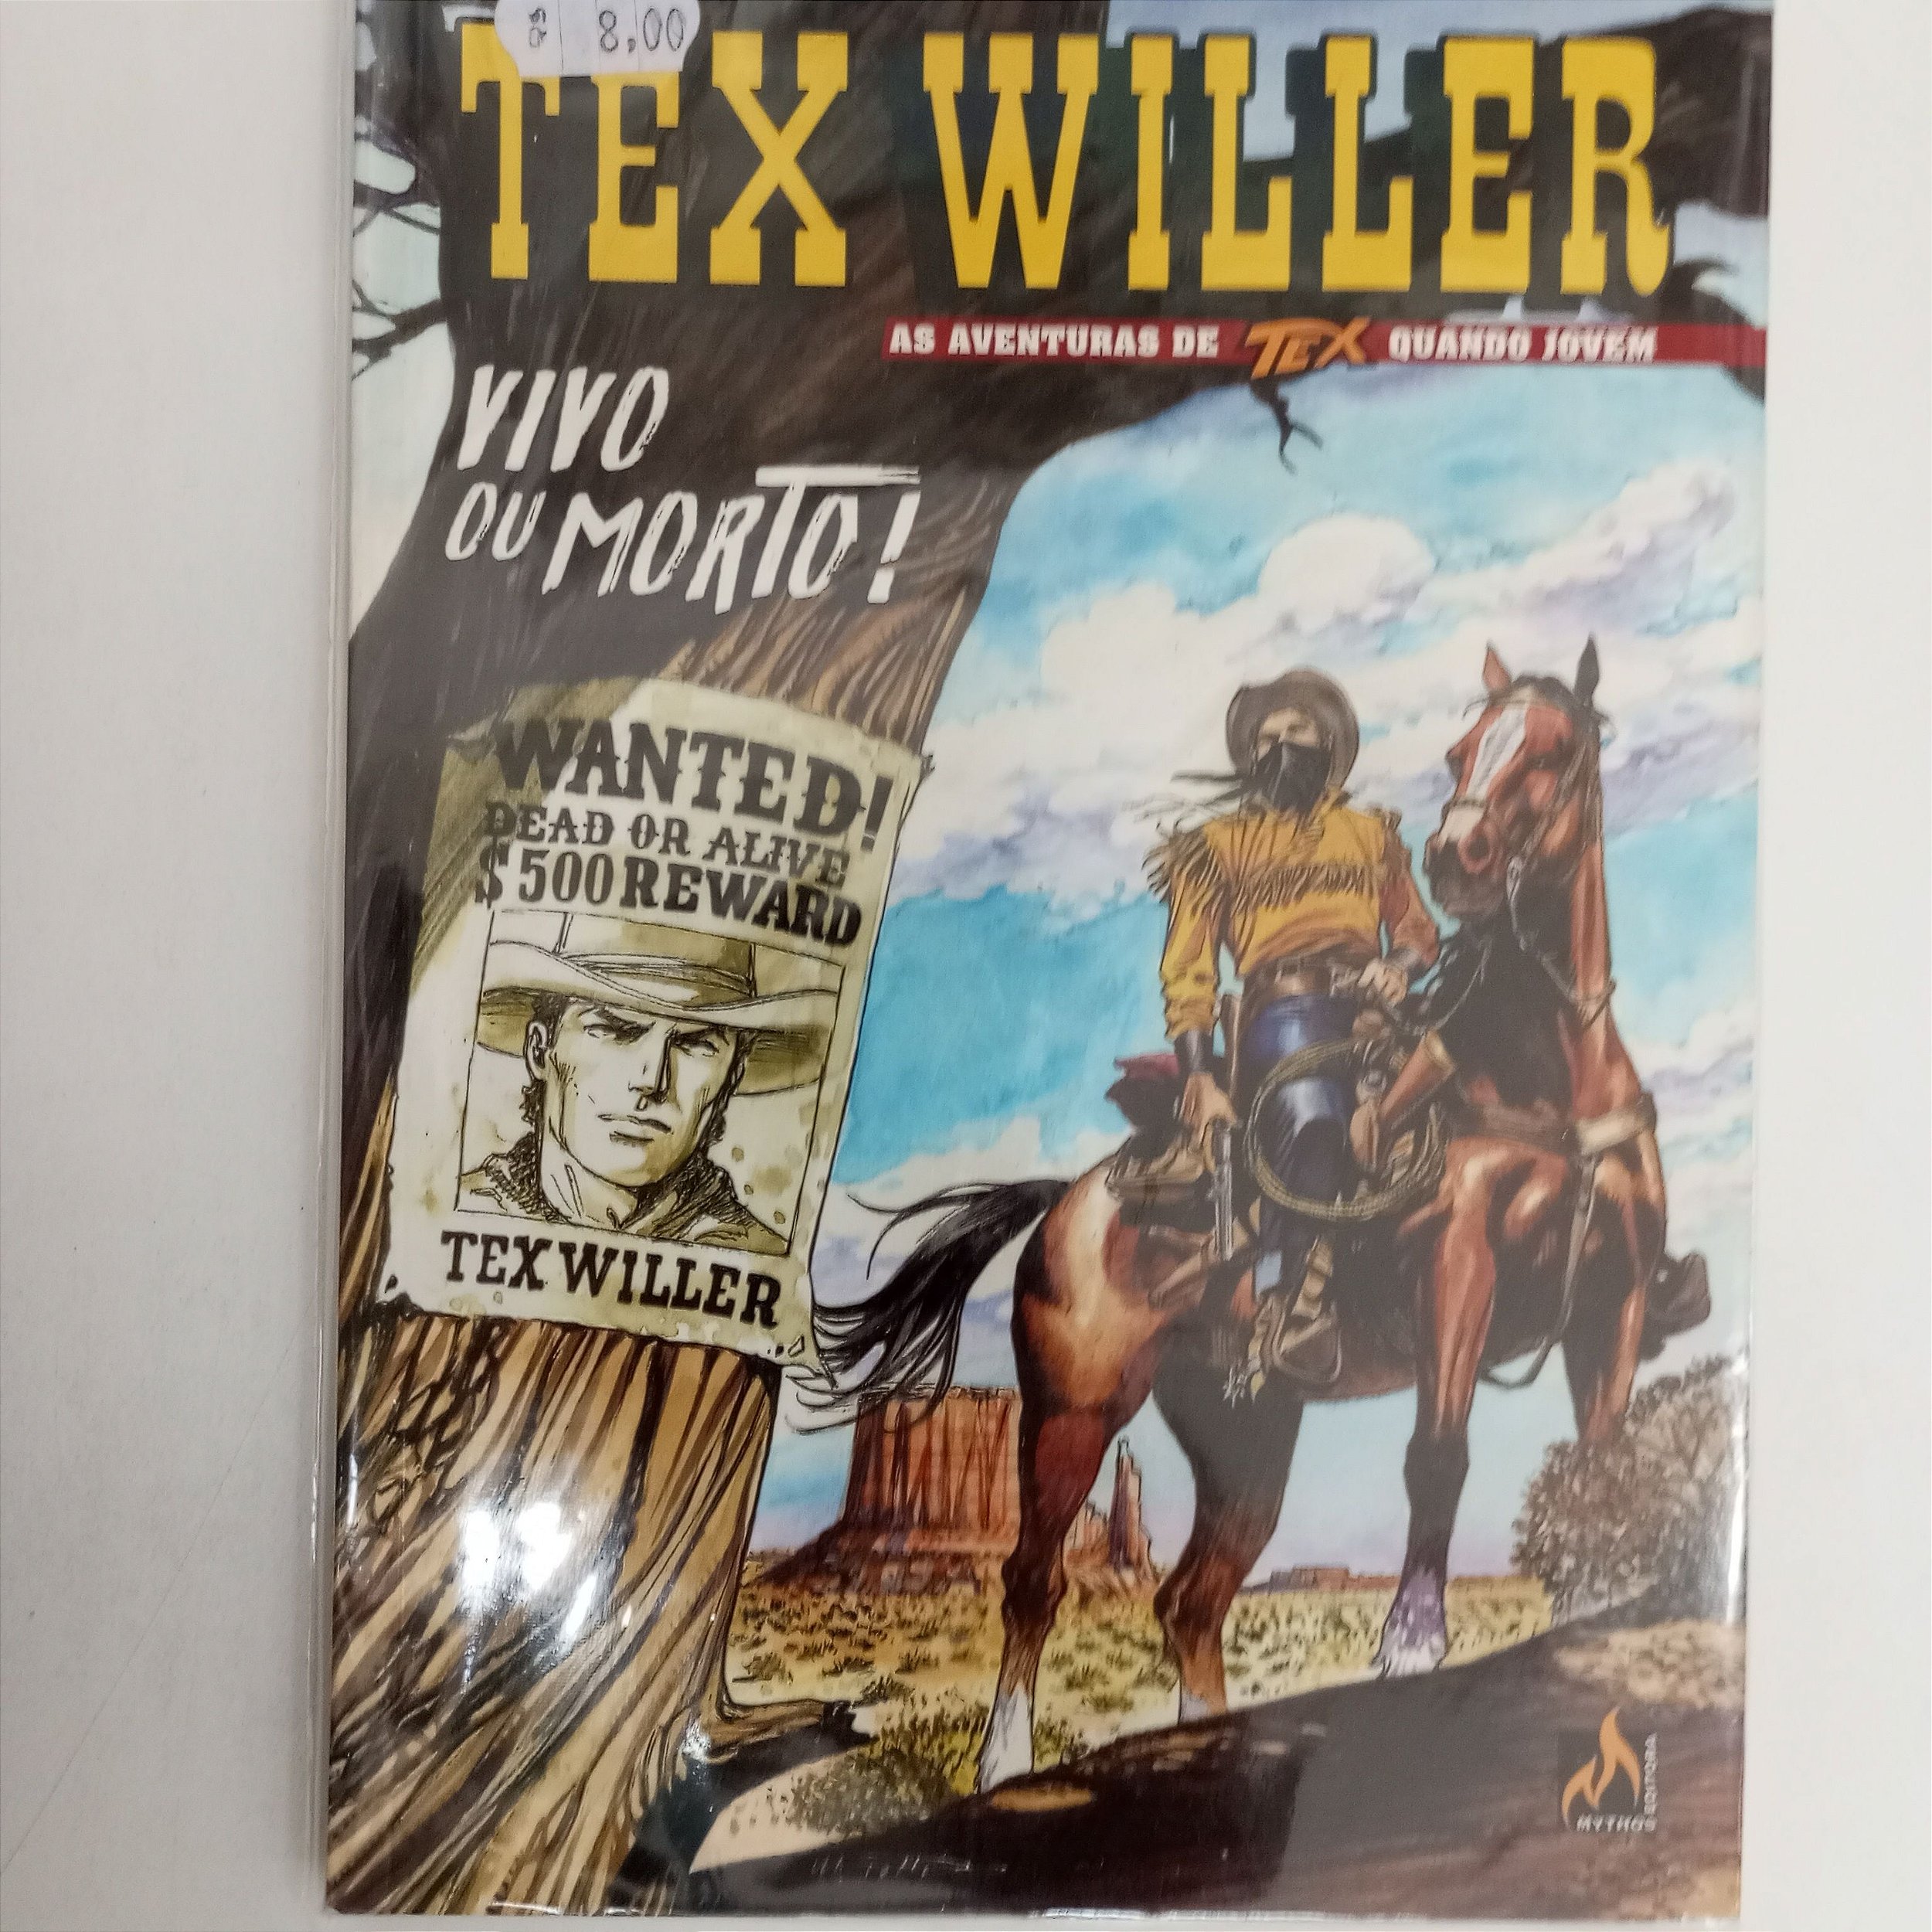 R$ 8,00
TEX WILLER
AS AVENTURAS DE TEX QUANDO JOVEM
VIVO
OU MORTO!
WANTED!
DEAD OR ALIVE
$500 REWARD
TEX WILLER
MYTHOS
EDITORA